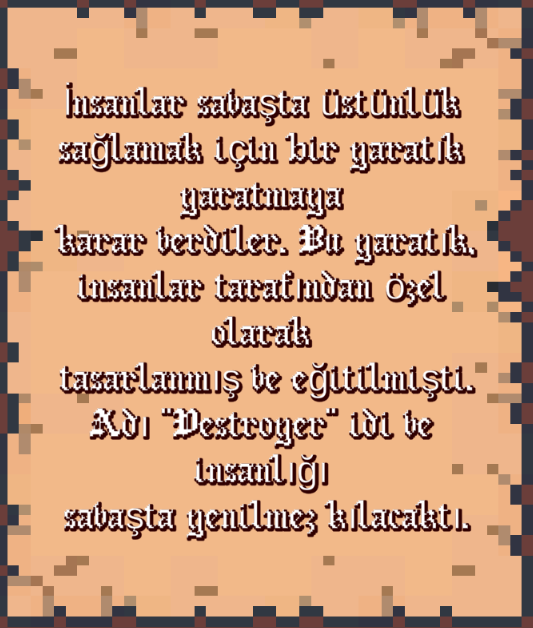 İnsanlar savaşta üstünlük
sağlamak için bir yaratık
yaratmaya
karar verdiler. Bu yaratık,
insanlar tarafından özel
olarak
tasarlanmış ve eğitilmişti.
Adı "Destroyer" idi ve
insanlığı
savaşta yenilmez kılacaktı.